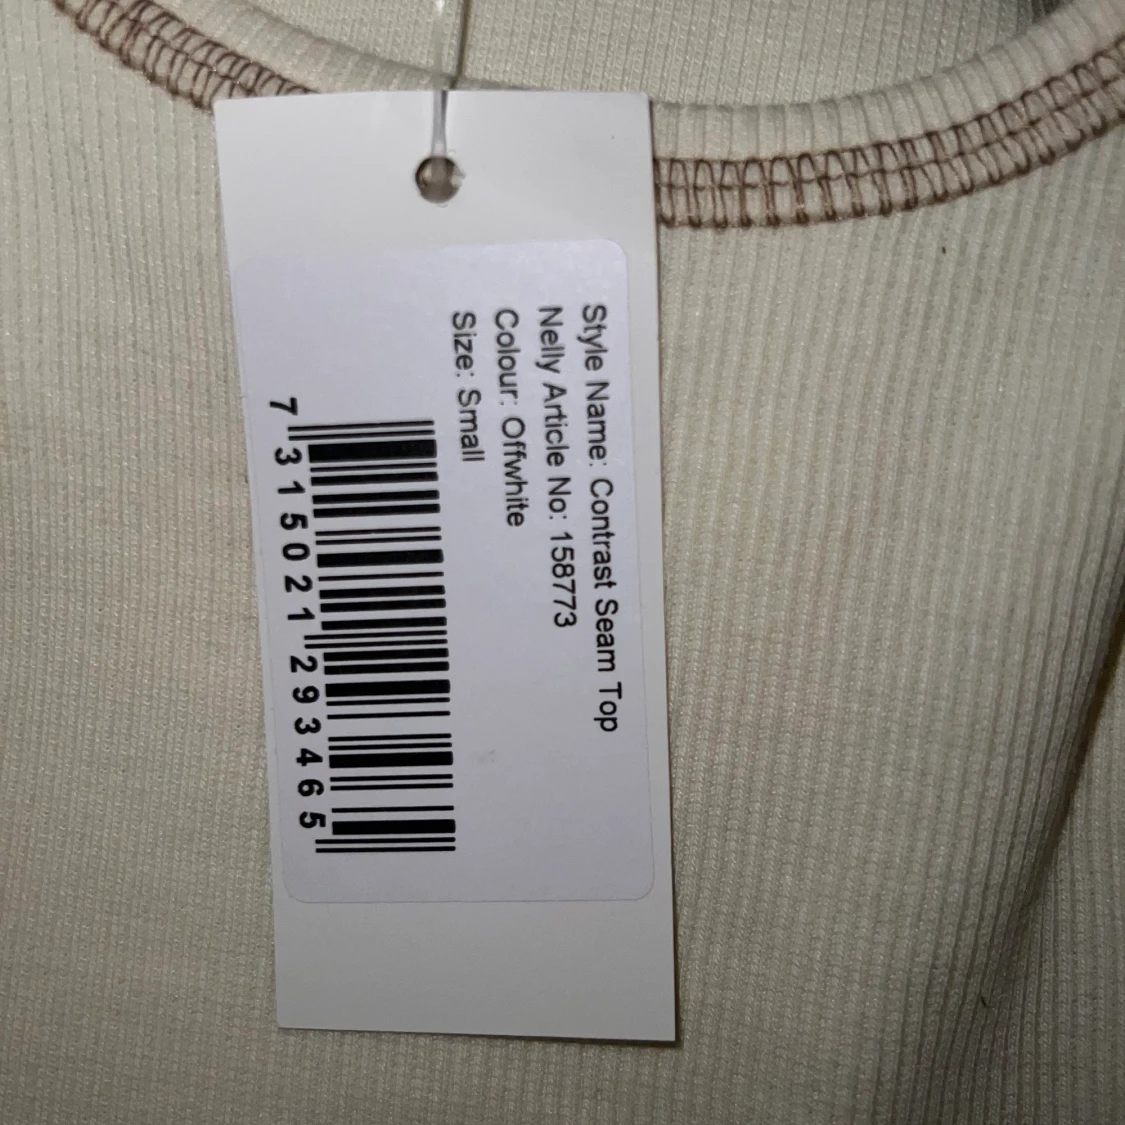 Style Name: Contrast Seam Top
Nelly Article No: 158773
Colour: Offwhite
Size: Small
7 315021 293465